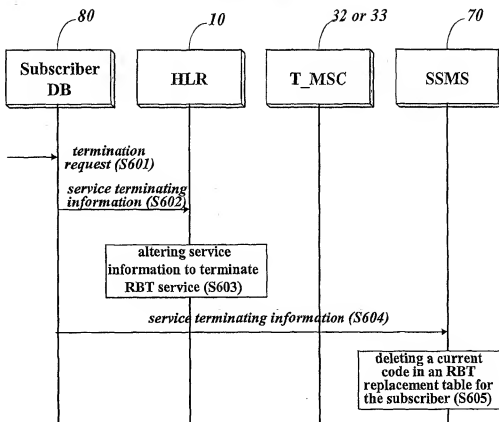 80
10
32 or 33
70
Subscriber
DB
HLR
T_MSC
SSMS
termination
request (S601)
service terminating
information (S602)
altering service
information to terminate
RBT service (S603)
service terminating information (S604)
deleting a current
code in an RBT
replacement table for
the subscriber (S605)